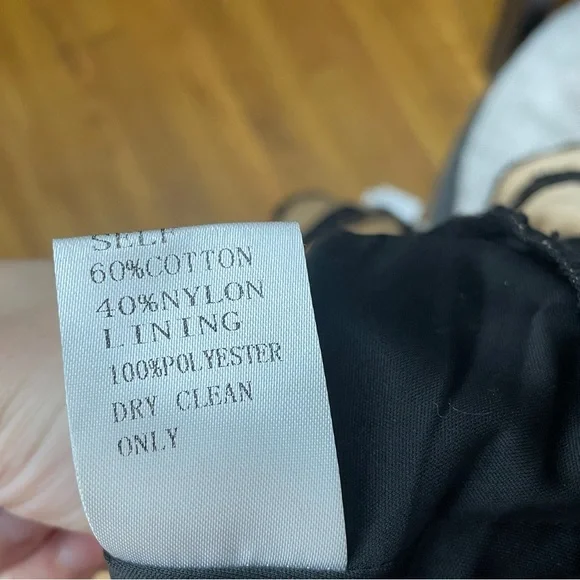 SELF
60%COTTON
40%NYLON
LINING
100%POLYESTER
DRY CLEAN
ONLY